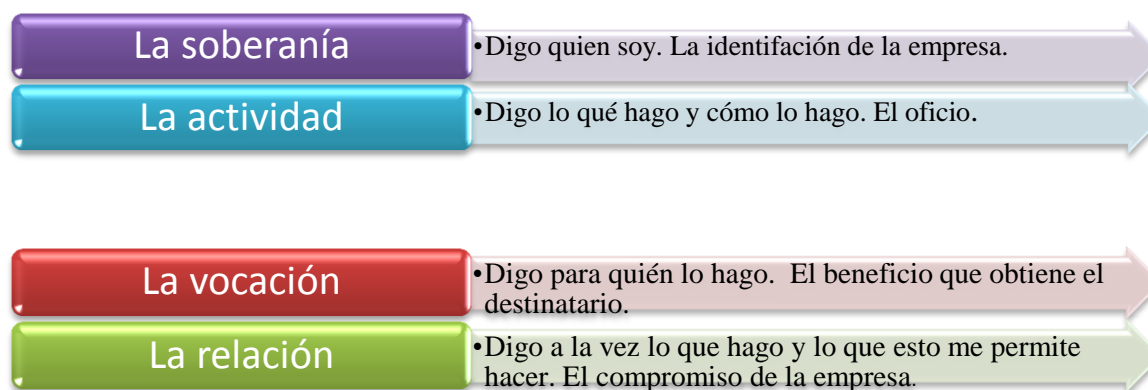 La soberanía
•Digo quien soy. La identifación de la empresa.
La actividad
•Digo lo qué hago y cómo lo hago. El oficio.
La vocación
•Digo para quién lo hago. El beneficio que obtiene el
destinatario.
La relación
•Digo a la vez lo que hago y lo que esto me permite
hacer. El compromiso de la empresa.